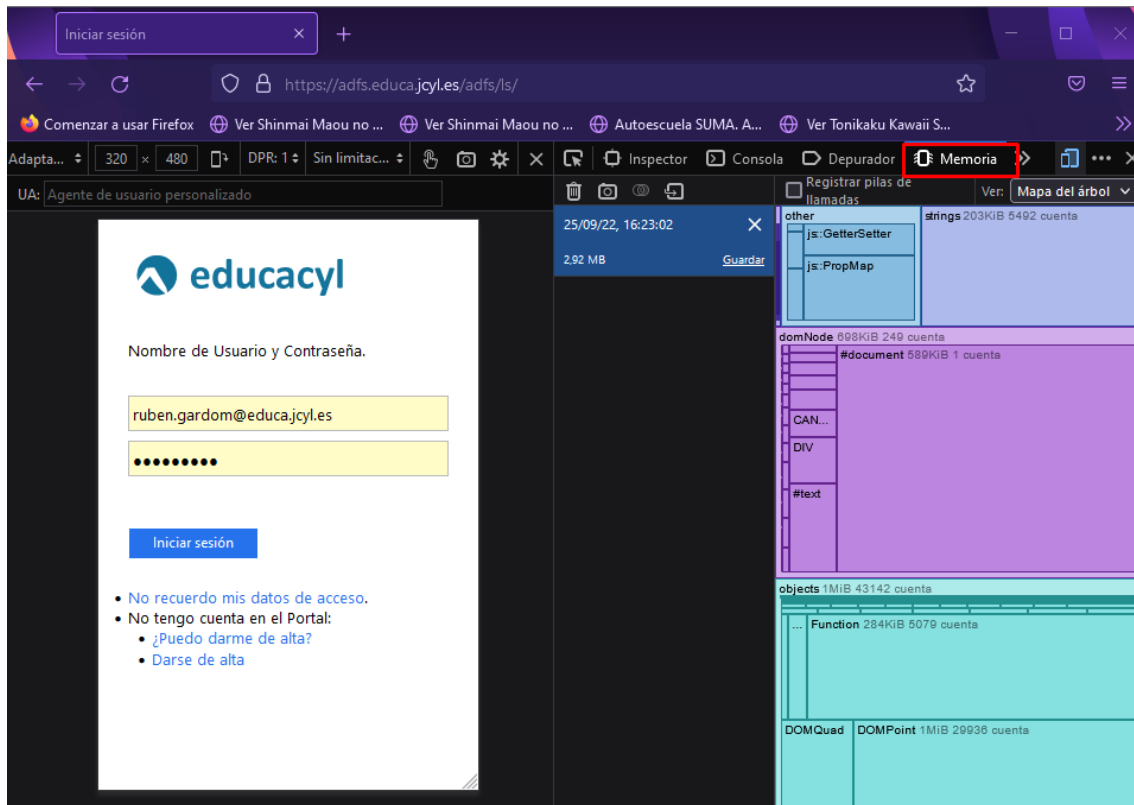 Iniciar sesión
https://adfs.educa.jcyl.es/adfs/ls/
Comenzar a usar Firefox Ver Shinmai Maou no ... Ver Shinmai Maou no ... Autoescuela SUMA. A... Ver Tonikaku Kawaii S...
Adapta... 320 × 480 DPR: 1 Sin limitac... Inspector Consola Depurador Memoria
UA: Agente de usuario personalizado
Registrar pilas de llamadas Ver: Mapa del árbol
25/09/22, 16:23:02
2,92 MB Guardar
educacyl
Nombre de Usuario y Contraseña.
ruben.gardom@educa.jcyl.es
•••••••••
Iniciar sesión
• No recuerdo mis datos de acceso.
• No tengo cuenta en el Portal:
• ¿Puedo darme de alta?
• Darse de alta
other
js::GetterSetter
js::PropMap
strings 203KiB 5492 cuenta
domNode 698KiB 249 cuenta
#document 589KiB 1 cuenta
CAN...
DIV
#text
objects 1MiB 43142 cuenta
... Function 284KiB 5079 cuenta
DOMQuad DOMPoint 1MiB 29936 cuenta